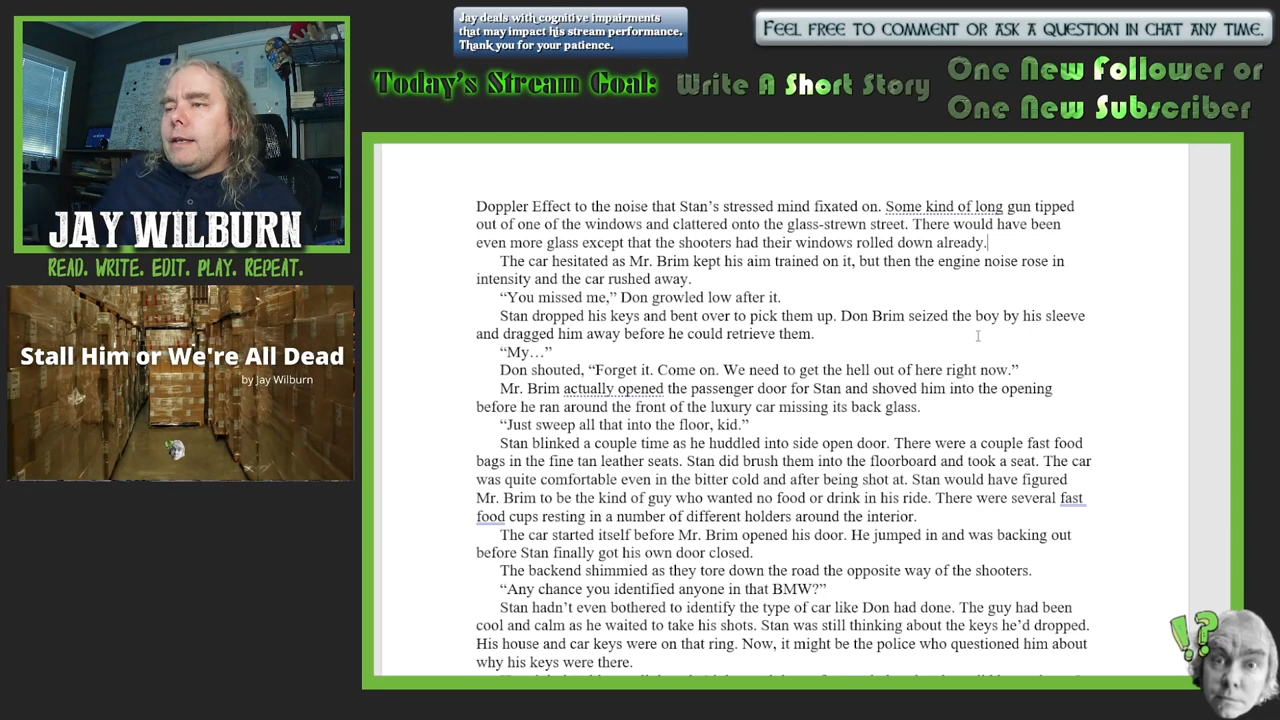 Jay deals with cognitive impairments
that may impact his stream performance.
Thank you for your patience.
Feel free to comment or ask a question in chat any time.
Today's Stream Goal:
Write A Short Story
One New Follower or
One New Subscriber
JAY WILBURN
READ. WRITE. EDIT. PLAY. REPEAT.
Stall Him or We're All Dead
by Jay Wilburn
Doppler Effect to the noise that Stan's stressed mind fixated on. Some kind of long gun tipped
out of one of the windows and clattered onto the glass-strewn street. There would have been
even more glass except that the shooters had their windows rolled down already.
The car hesitated as Mr. Brim kept his aim trained on it, but then the engine noise rose in
intensity and the car rushed away.
“You missed me,” Don growled low after it.
Stan dropped his keys and bent over to pick them up. Don Brim seized the boy by his sleeve
and dragged him away before he could retrieve them.
“My…”
Don shouted, “Forget it. Come on. We need to get the hell out of here right now.”
Mr. Brim actually opened the passenger door for Stan and shoved him into the opening
before he ran around the front of the luxury car missing its back glass.
“Just sweep all that into the floor, kid.”
Stan blinked a couple time as he huddled into side open door. There were a couple fast food
bags in the fine tan leather seats. Stan did brush them into the floorboard and took a seat. The car
was quite comfortable even in the bitter cold and after being shot at. Stan would have figured
Mr. Brim to be the kind of guy who wanted no food or drink in his ride. There were several fast
food cups resting in a number of different holders around the interior.
The car started itself before Mr. Brim opened his door. He jumped in and was backing out
before Stan finally got his own door closed.
The backend shimmied as they tore down the road the opposite way of the shooters.
“Any chance you identified anyone in that BMW?”
Stan hadn't even bothered to identify the type of car like Don had done. The guy had been
cool and calm as he waited to take his shots. Stan was still thinking about the keys he'd dropped.
His house and car keys were on that ring. Now, it might be the police who questioned him about
why his keys were there.
!?